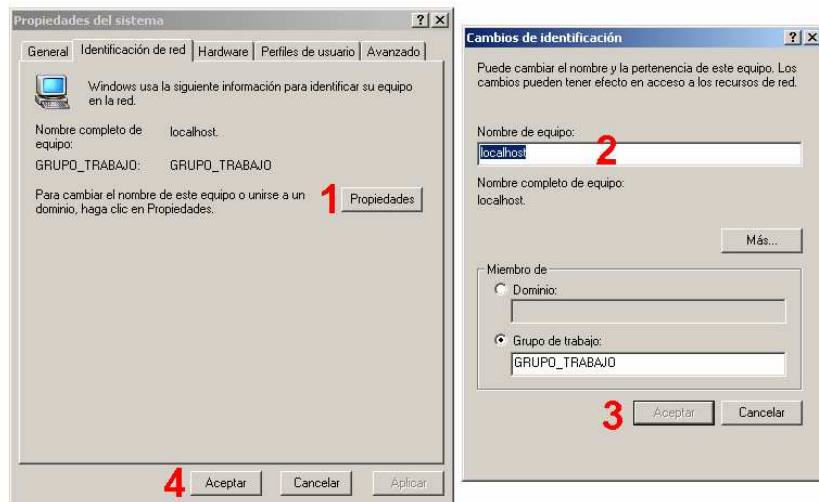 Propiedades del sistema
General Identificación de red Hardware Perfiles de usuario Avanzado
Windows usa la siguiente información para identificar su equipo
en la red.
Nombre completo de
equipo:
localhost.
GRUPO_TRABAJO: GRUPO_TRABAJO
Para cambiar el nombre de este equipo o unirse a un
dominio, haga clic en Propiedades.
1 Propiedades
4 Aceptar Cancelar Aplicar
Cambios de identificación
Puede cambiar el nombre y la pertenencia de este equipo. Los
cambios pueden tener efecto en acceso a los recursos de red.
Nombre de equipo:
localhost 2
Nombre completo de equipo:
localhost.
Más...
Miembro de
Dominio:
Grupo de trabajo:
GRUPO_TRABAJO
3 Aceptar Cancelar